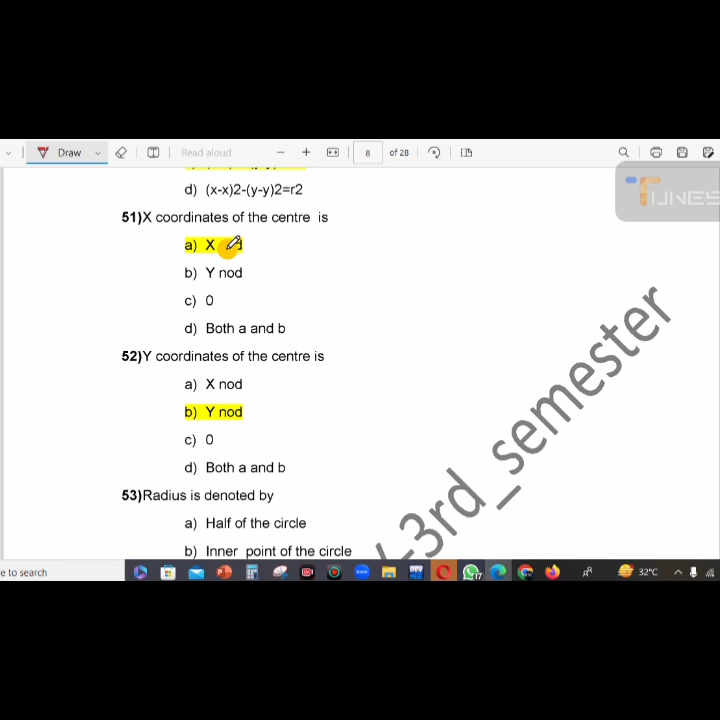 Draw
Read aloud
8
of 28
TUNES
d) (x-x)2-(y-y)2=r2
51)X coordinates of the centre is
a) X
b) Y nod
c) 0
d) Both a and b
52)Y coordinates of the centre is
a) X nod
b) Y nod
c) 0
d) Both a and b
53)Radius is denoted by
a) Half of the circle
b) Inner point of the circle
-3rd_semester
e to search
17
32°C